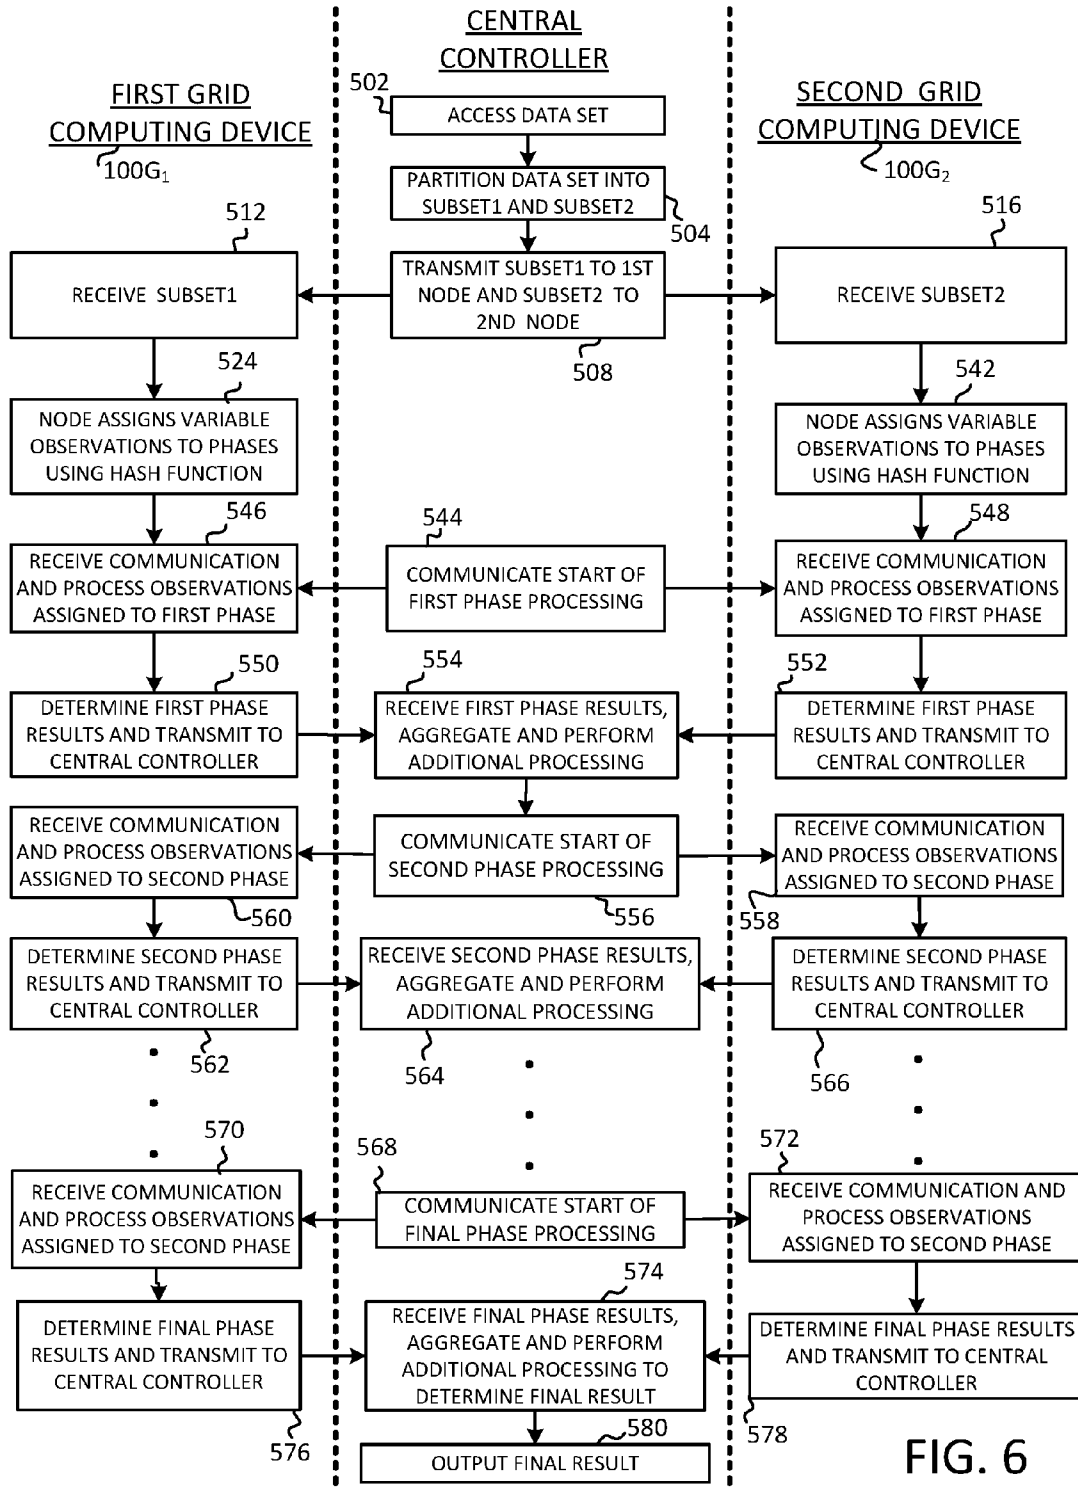 CENTRAL
CONTROLLER
FIRST GRID
COMPUTING DEVICE
100G1
SECOND GRID
COMPUTING DEVICE
100G2
502
ACCESS DATA SET
PARTITION DATA SET INTO
SUBSET1 AND SUBSET2
504
512
RECEIVE SUBSET1
TRANSMIT SUBSET1 TO 1ST
NODE AND SUBSET2 TO
2ND NODE
508
516
RECEIVE SUBSET2
524
NODE ASSIGNS VARIABLE
OBSERVATIONS TO PHASES
USING HASH FUNCTION
542
NODE ASSIGNS VARIABLE
OBSERVATIONS TO PHASES
USING HASH FUNCTION
546
RECEIVE COMMUNICATION
AND PROCESS OBSERVATIONS
ASSIGNED TO FIRST PHASE
544
COMMUNICATE START OF
FIRST PHASE PROCESSING
548
RECEIVE COMMUNICATION
AND PROCESS OBSERVATIONS
ASSIGNED TO FIRST PHASE
550
DETERMINE FIRST PHASE
RESULTS AND TRANSMIT TO
CENTRAL CONTROLLER
554
RECEIVE FIRST PHASE RESULTS,
AGGREGATE AND PERFORM
ADDITIONAL PROCESSING
552
DETERMINE FIRST PHASE
RESULTS AND TRANSMIT TO
CENTRAL CONTROLLER
RECEIVE COMMUNICATION
AND PROCESS OBSERVATIONS
ASSIGNED TO SECOND PHASE
560
COMMUNICATE START OF
SECOND PHASE PROCESSING
556
RECEIVE COMMUNICATION
AND PROCESS OBSERVATIONS
ASSIGNED TO SECOND PHASE
558
DETERMINE SECOND PHASE
RESULTS AND TRANSMIT TO
CENTRAL CONTROLLER
562
RECEIVE SECOND PHASE RESULTS,
AGGREGATE AND PERFORM
ADDITIONAL PROCESSING
564
DETERMINE SECOND PHASE
RESULTS AND TRANSMIT TO
CENTRAL CONTROLLER
566
570
RECEIVE COMMUNICATION
AND PROCESS OBSERVATIONS
ASSIGNED TO SECOND PHASE
568
COMMUNICATE START OF
FINAL PHASE PROCESSING
572
RECEIVE COMMUNICATION AND
PROCESS OBSERVATIONS
ASSIGNED TO SECOND PHASE
DETERMINE FINAL PHASE
RESULTS AND TRANSMIT TO
CENTRAL CONTROLLER
576
574
RECEIVE FINAL PHASE RESULTS,
AGGREGATE AND PERFORM
ADDITIONAL PROCESSING TO
DETERMINE FINAL RESULT
DETERMINE FINAL PHASE RESULTS
AND TRANSMIT TO CENTRAL
CONTROLLER
578
580
OUTPUT FINAL RESULT
FIG. 6